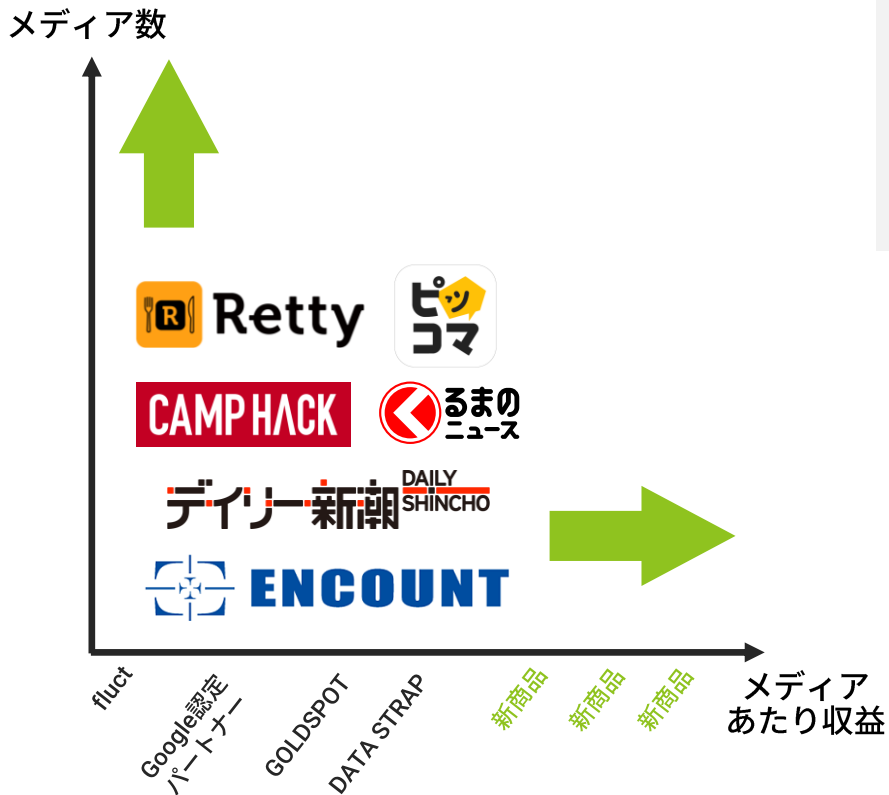 メディア数
R Retty
ピッコマ
CAMP HACK
くるまのニュース
デイリー新潮
DAILY
SHINCHO
ENCOUNT
fluct
Google認定
パートナー
GOLDSPOT
DATA STRAP
新商品
新商品
新商品
メディア
あたり収益